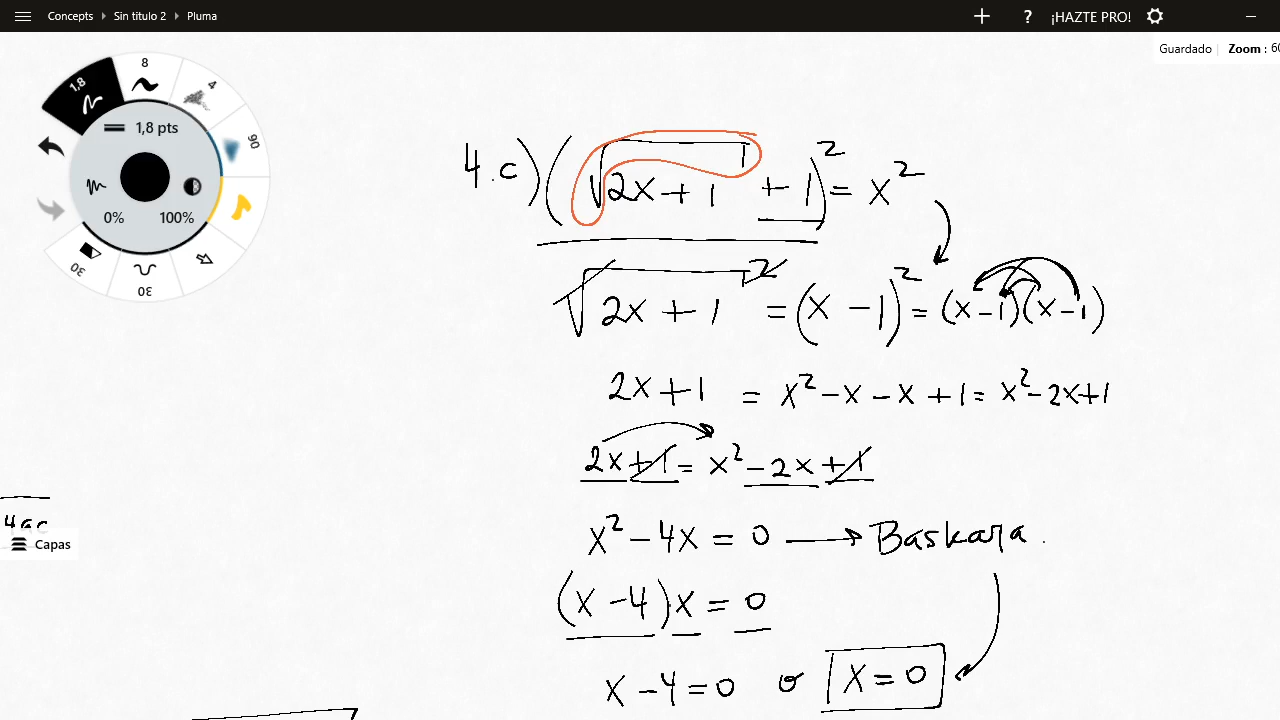 Concepts › Sin título 2 › Pluma
+ ? ¡HAZTE PRO!
Guardado Zoom : 60
1,8
8
4
90
30
30
1,8 pts
0% 100%
4.c) (√2x+1 + 1)² = x²
√2x + 1² = (x - 1)² = (x - 1)(x - 1)
2x + 1 = x² - x - x + 1 = x² - 2x + 1
2x + 1 = x² - 2x + 1
x² - 4x = 0 → Baskara.
4ac
Capas
(x - 4) x = 0
x - 4 = 0 o x = 0